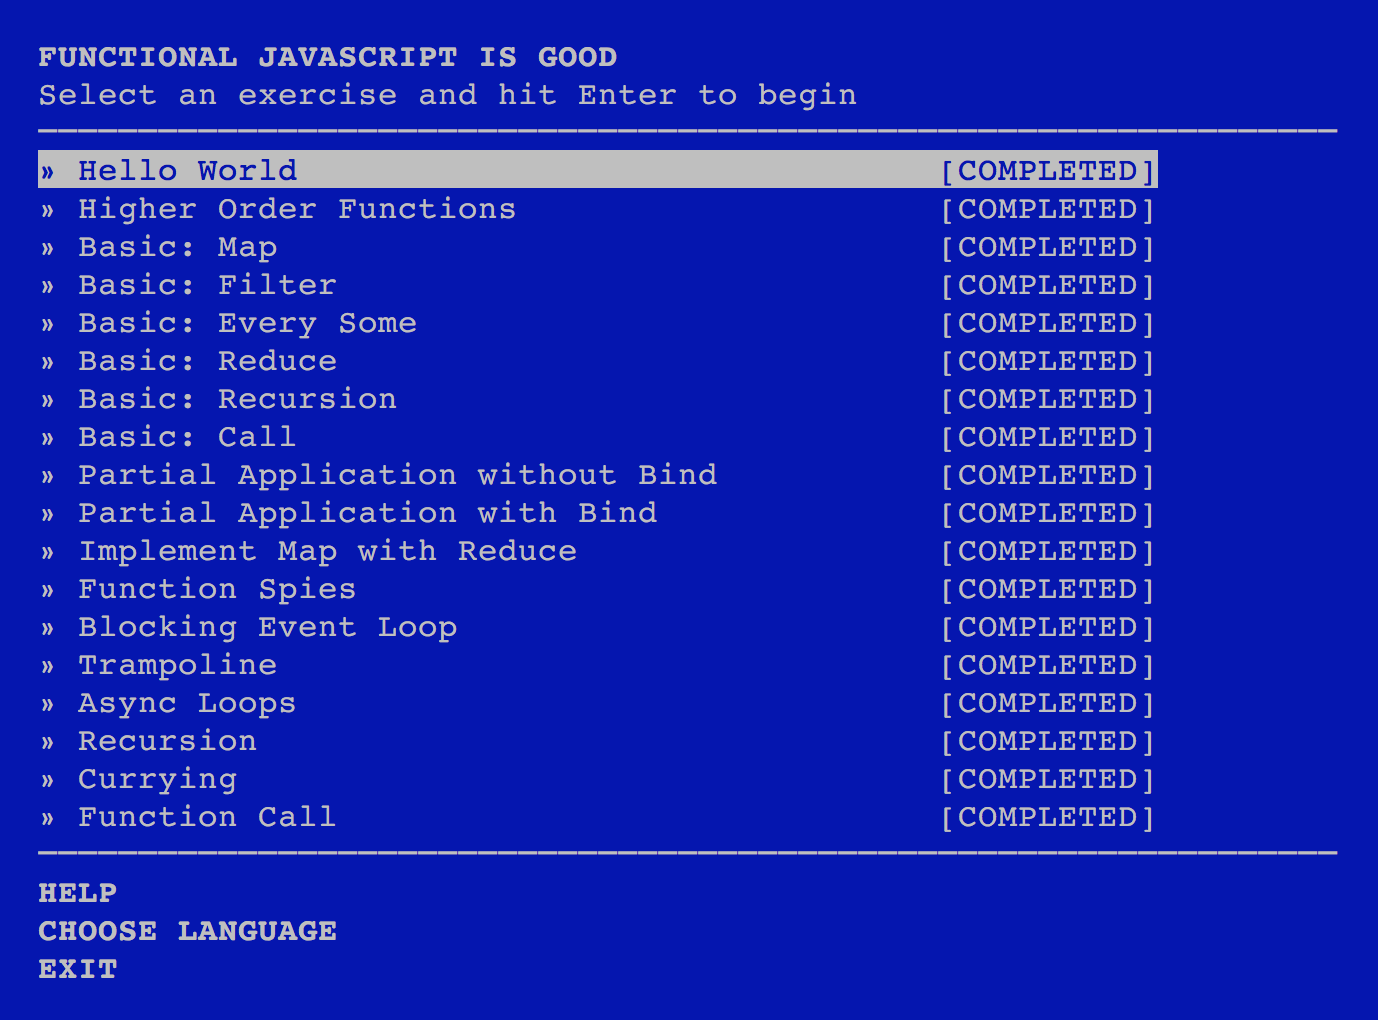 FUNCTIONAL JAVASCRIPT IS GOOD
Select an exercise and hit Enter to begin
» Hello World [COMPLETED]
» Higher Order Functions [COMPLETED]
» Basic: Map [COMPLETED]
» Basic: Filter [COMPLETED]
» Basic: Every Some [COMPLETED]
» Basic: Reduce [COMPLETED]
» Basic: Recursion [COMPLETED]
» Basic: Call [COMPLETED]
» Partial Application without Bind [COMPLETED]
» Partial Application with Bind [COMPLETED]
» Implement Map with Reduce [COMPLETED]
» Function Spies [COMPLETED]
» Blocking Event Loop [COMPLETED]
» Trampoline [COMPLETED]
» Async Loops [COMPLETED]
» Recursion [COMPLETED]
» Currying [COMPLETED]
» Function Call [COMPLETED]
HELP
CHOOSE LANGUAGE
EXIT